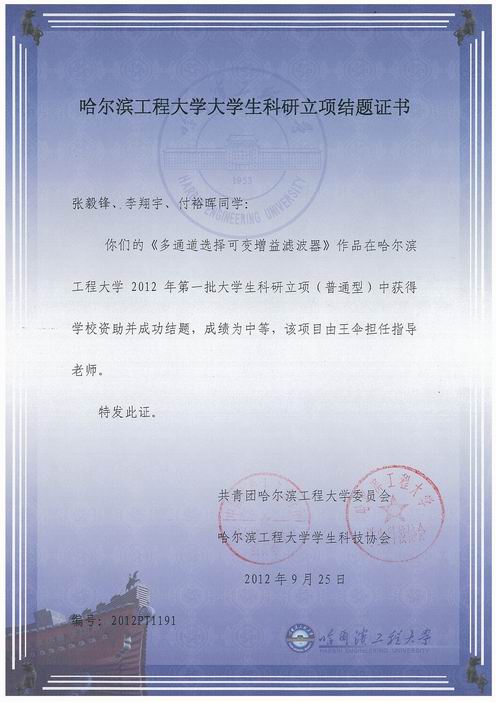 哈尔滨工程大学大学生科研立项结题证书
1953
HARBIN ENGINEERING UNIVERSITY
张毅锋、李翔宇、付裕晖同学：
你们的《多通道选择可变增益滤波器》作品在哈尔滨
工程大学 2012 年第一批大学生科研立项（普通型）中获得
学校资助并成功结题，成绩为中等，该项目由王伞担任指导
老师。
特发此证。
共青团哈尔滨工程大学委员会
哈尔滨工程大学学生科技协会
2012 年 9 月 25 日
编号：2012PT1191
哈尔滨工程大学
HARBIN ENGINEERING UNIVERSITY